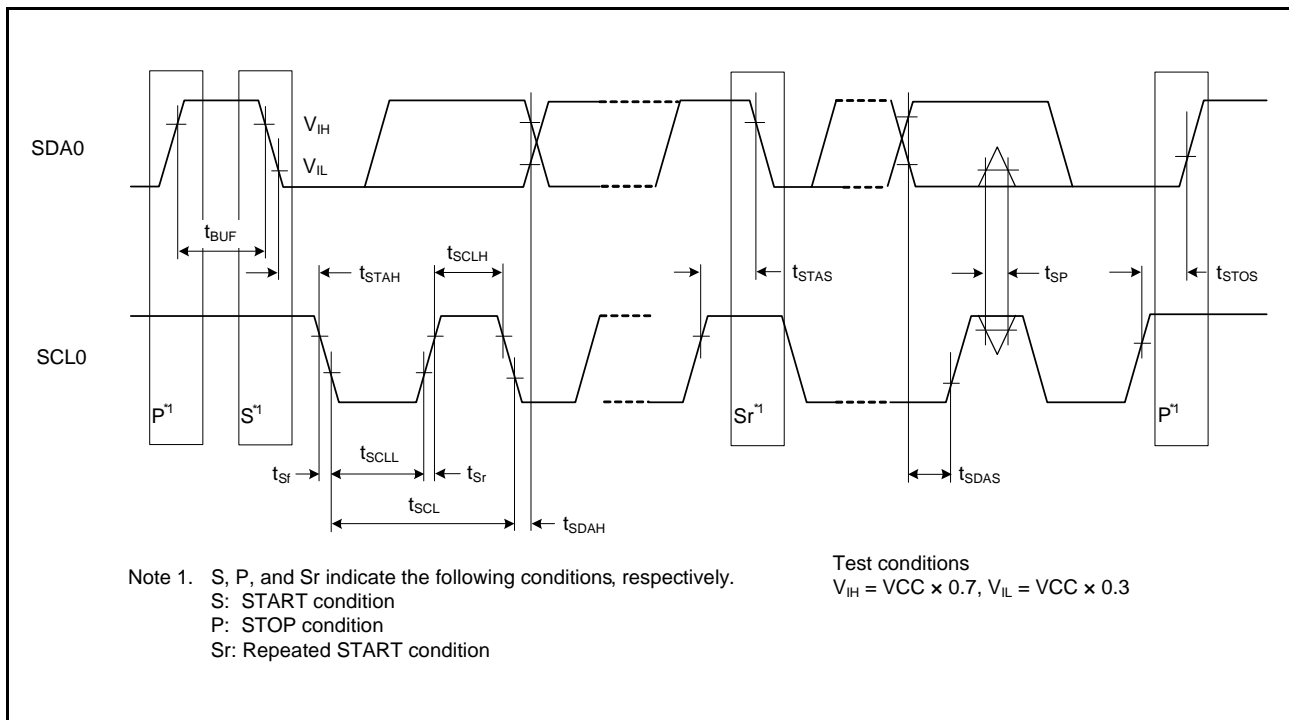 SDA0
V_IH
V_IL
t_BUF
t_STAH
t_SCLH
t_STAS
t_SP
t_STOS
SCL0
P*1
S*1
Sr*1
P*1
t_Sf
t_SCLL
t_Sr
t_SCL
t_SDAH
t_SDAS
Note 1. S, P, and Sr indicate the following conditions, respectively.
S: START condition
P: STOP condition
Sr: Repeated START condition
Test conditions
V_IH = VCC × 0.7, V_IL = VCC × 0.3